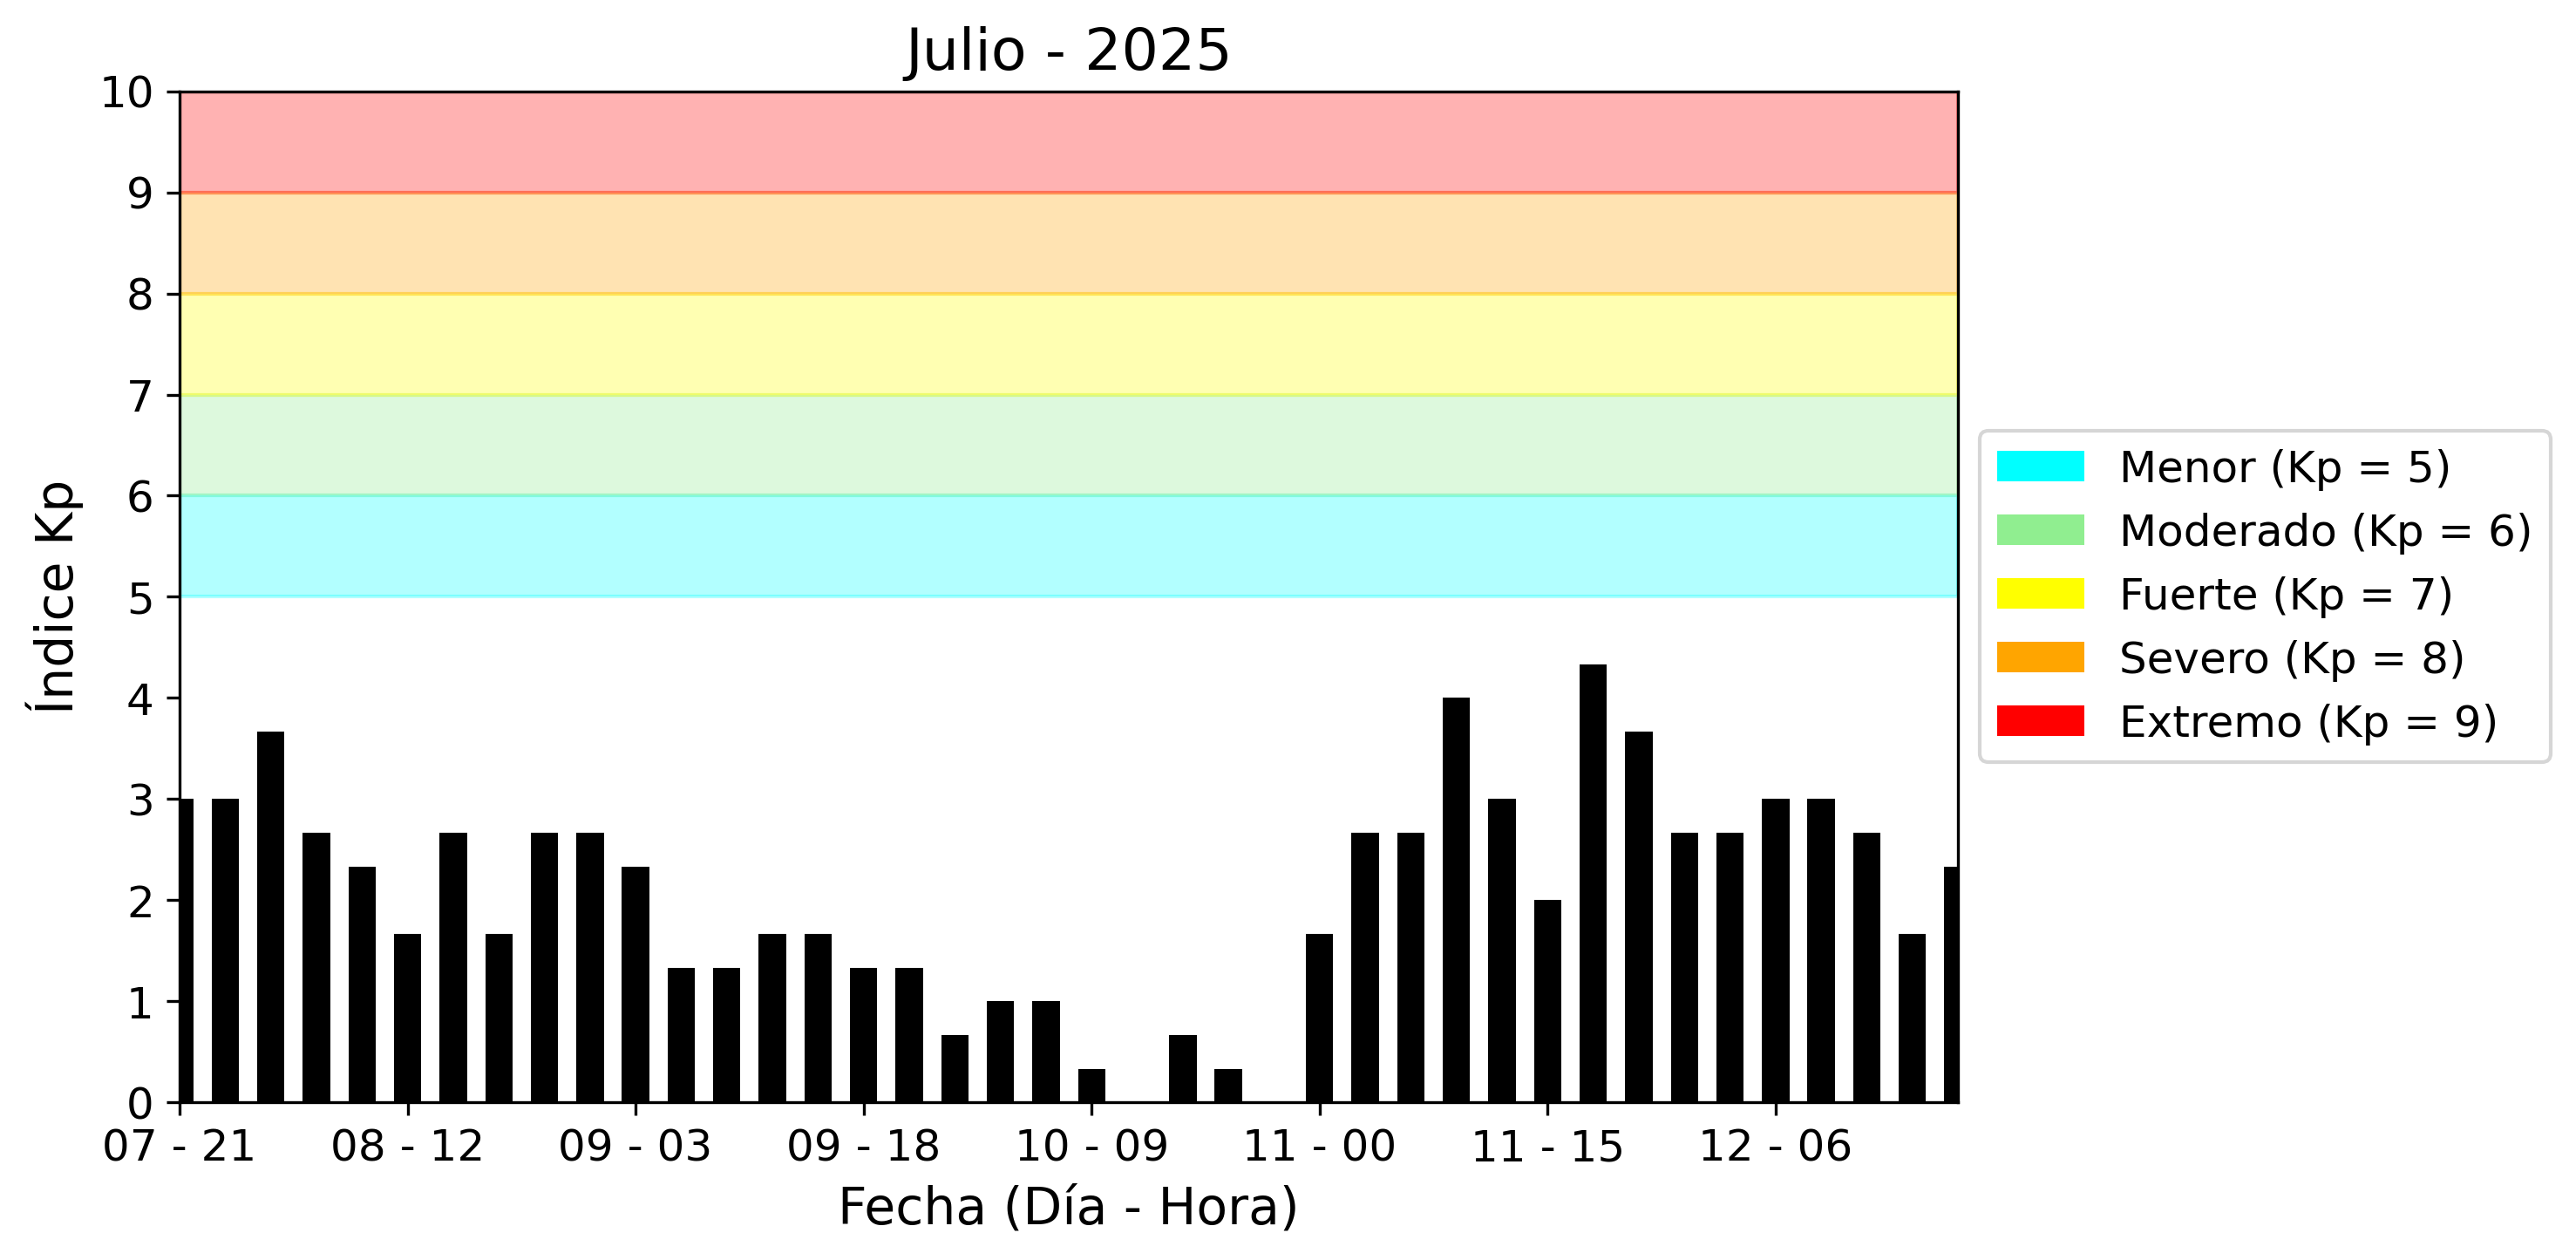 Julio - 2025
10
9
8
7
6
5
4
3
2
1
0
Índice Kp
07 - 21 08 - 12 09 - 03 09 - 18 10 - 09 11 - 00 11 - 15 12 - 06
Fecha (Día - Hora)
Menor (Kp = 5)
Moderado (Kp = 6)
Fuerte (Kp = 7)
Severo (Kp = 8)
Extremo (Kp = 9)